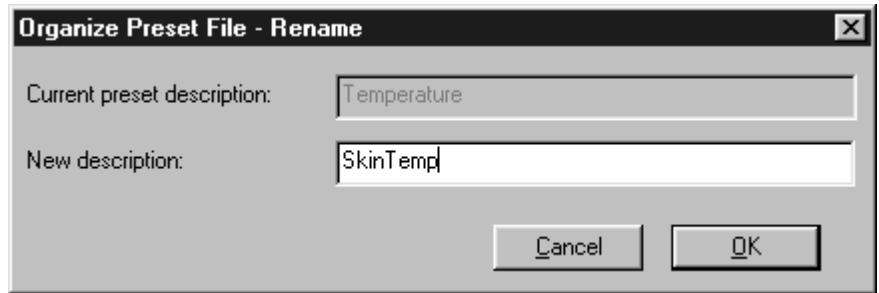 Organize Preset File - Rename
Current preset description: Temperature
New description: SkinTemp
Cancel OK